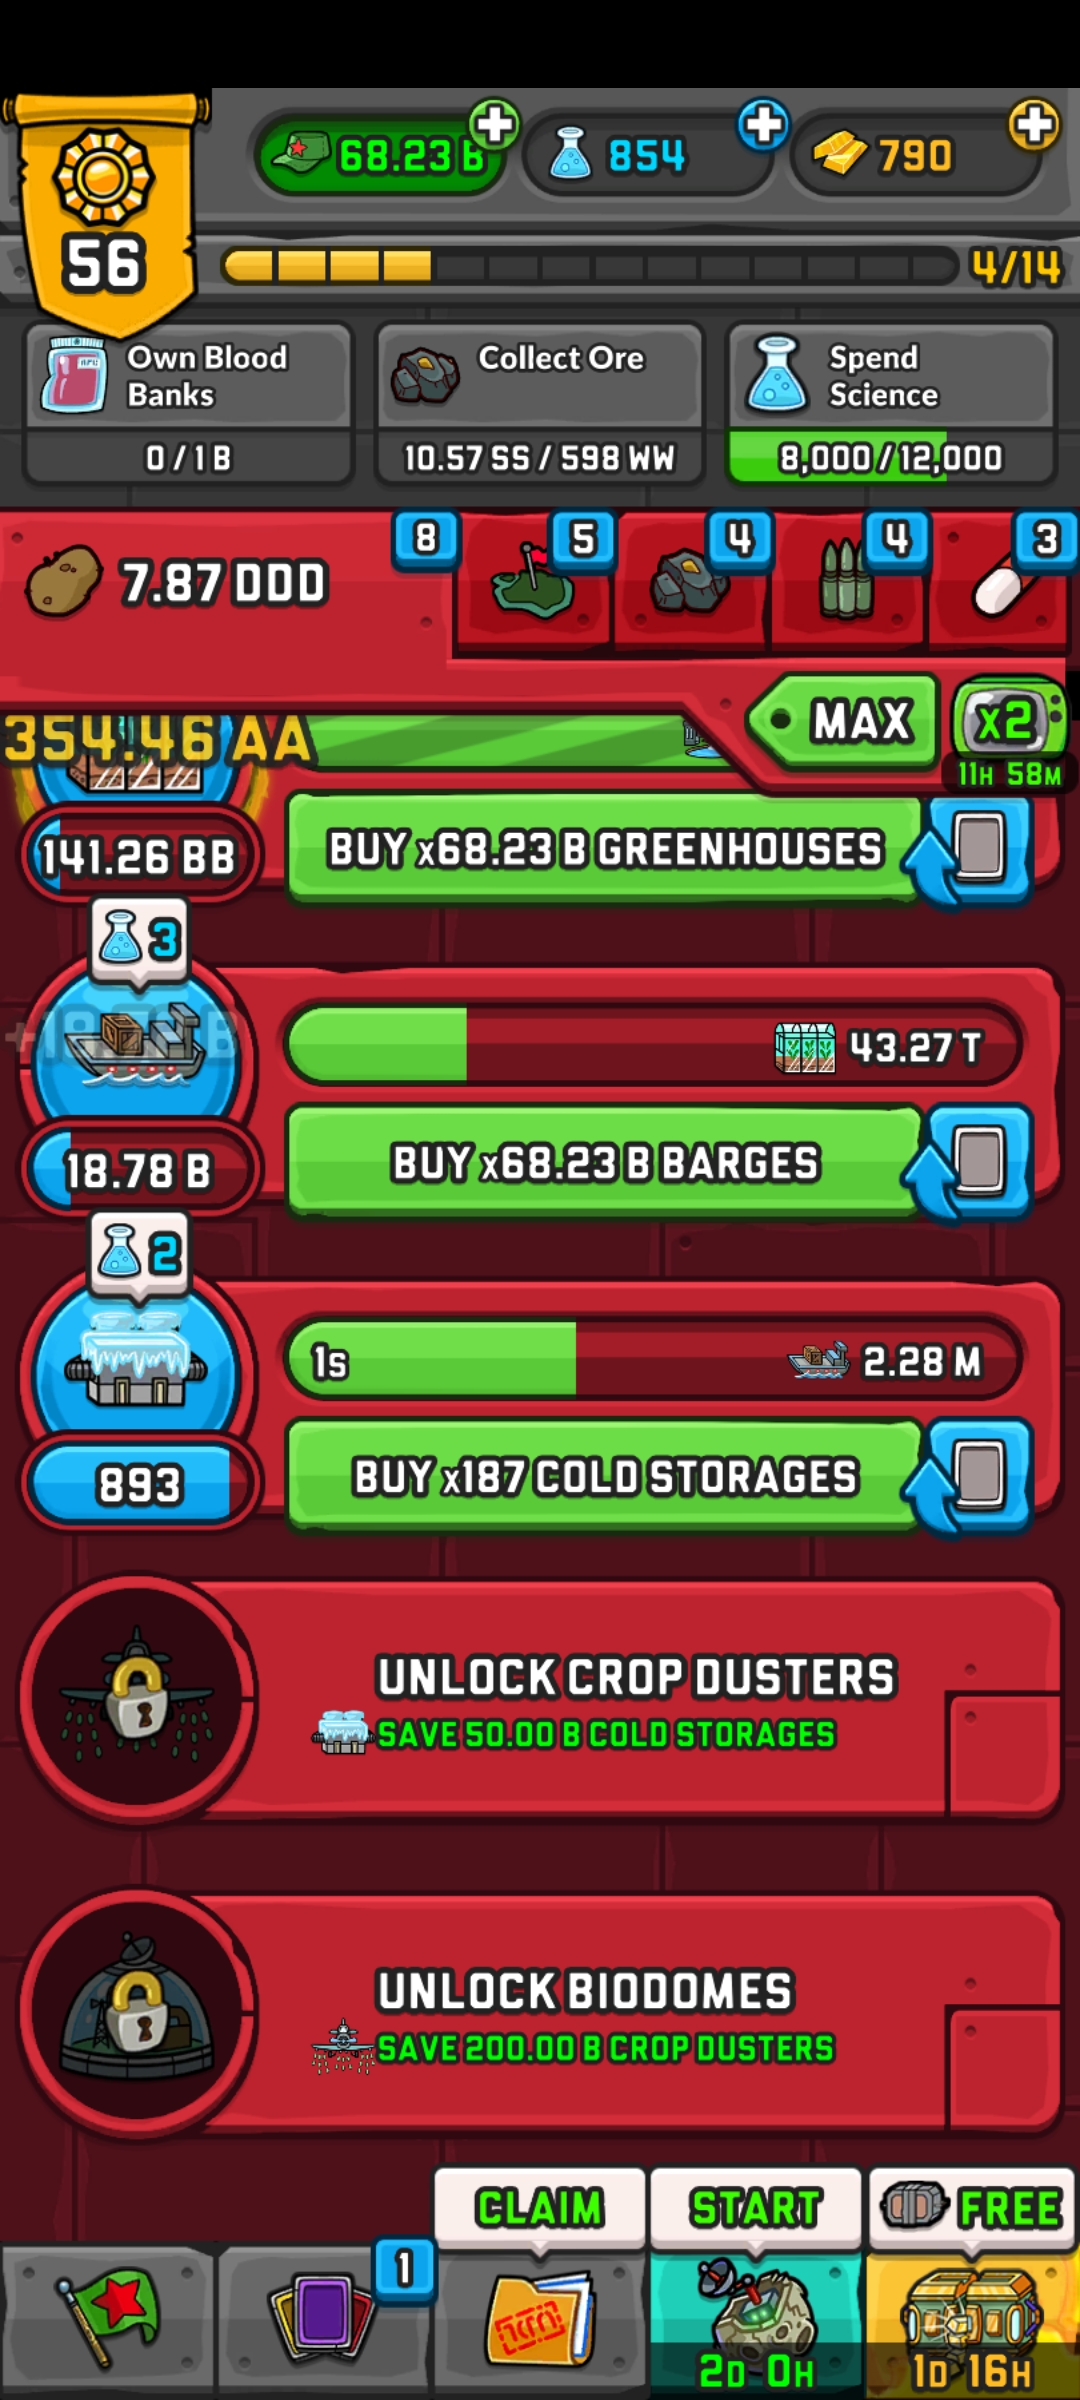 68.23 B
854
790
56
4/14
Own Blood
Banks
0 / 1 B
Collect Ore
10.57 SS / 598 WW
Spend
Science
8,000 / 12,000
7.87 DDD
8
5
4
4
3
MAX
x2
11H 58M
354.46 AA
141.26 BB
BUY x68.23 B GREENHOUSES
3
43.27 T
18.78 B
BUY x68.23 B BARGES
2
1s
2.28 M
893
BUY x187 COLD STORAGES
UNLOCK CROP DUSTERS
SAVE 50.00 B COLD STORAGES
UNLOCK BIODOMES
SAVE 200.00 B CROP DUSTERS
CLAIM
START
FREE
1
2D 0H
1D 16H